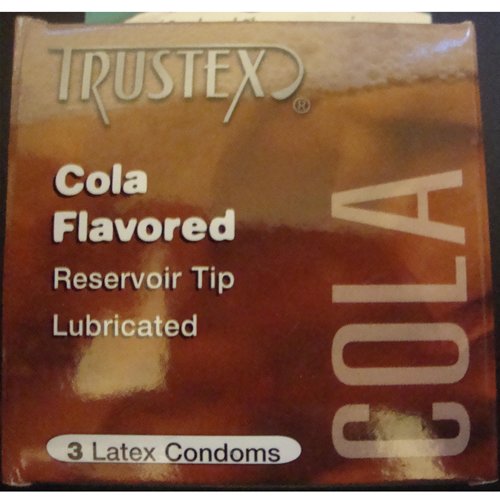 TRUSTEX®
Cola
Flavored
Reservoir Tip
Lubricated
3 Latex Condoms
COLA